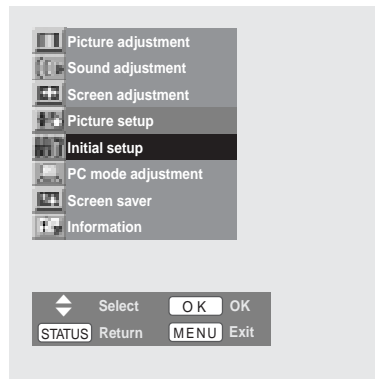 Picture adjustment
Sound adjustment
Screen adjustment
Picture setup
Initial setup
PC mode adjustment
Screen saver
Information
Select OK OK
STATUS Return MENU Exit